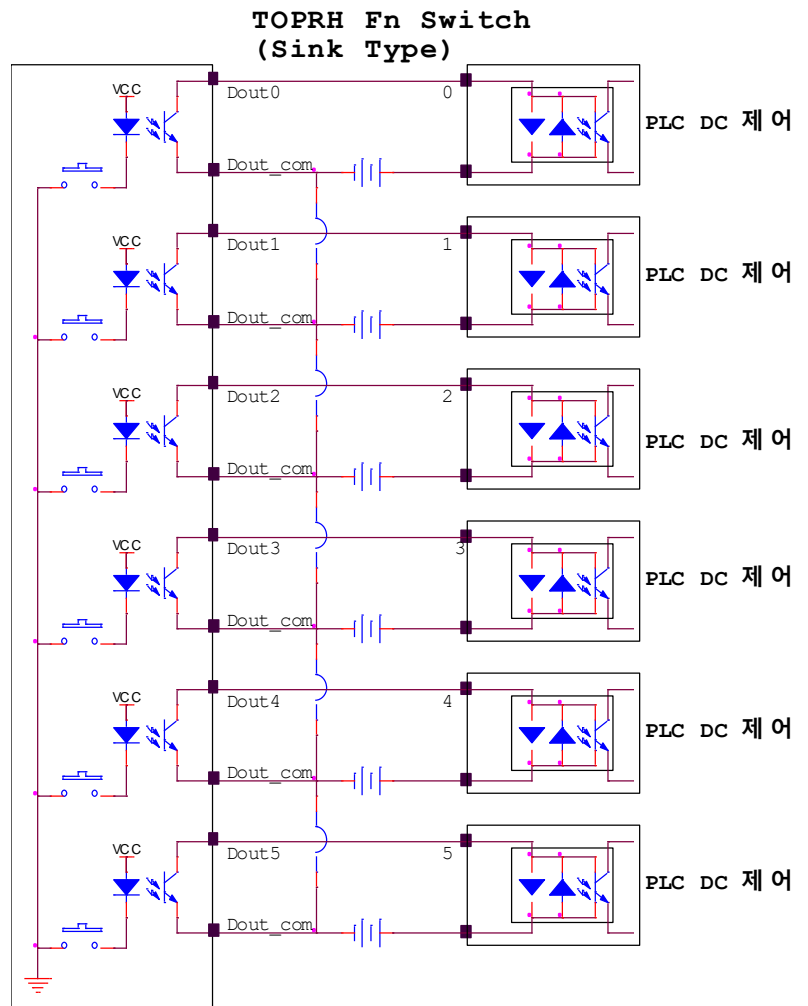 TOPRH Fn Switch
(Sink Type)
VCC Dout0 0 PLC DC 제어
Dout_com
VCC Dout1 1 PLC DC 제어
Dout_com
VCC Dout2 2 PLC DC 제어
Dout_com
VCC Dout3 3 PLC DC 제어
Dout_com
VCC Dout4 4 PLC DC 제어
Dout_com
VCC Dout5 5 PLC DC 제어
Dout_com